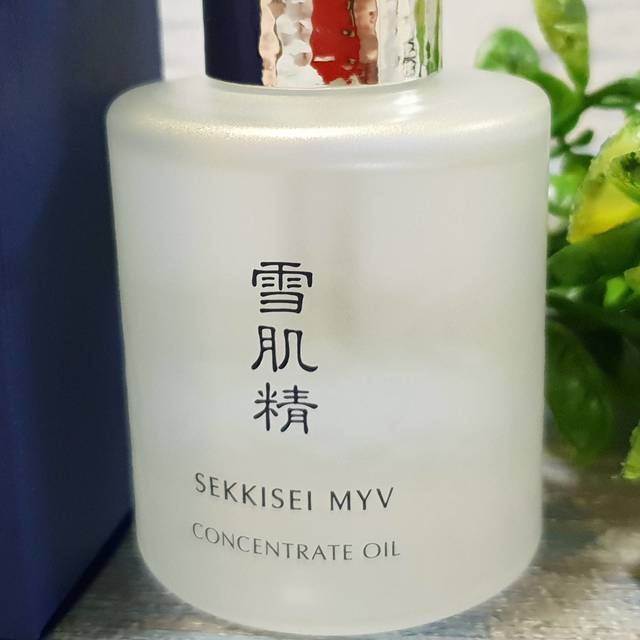 雪肌精
SEKKISEI MYV
CONCENTRATE OIL